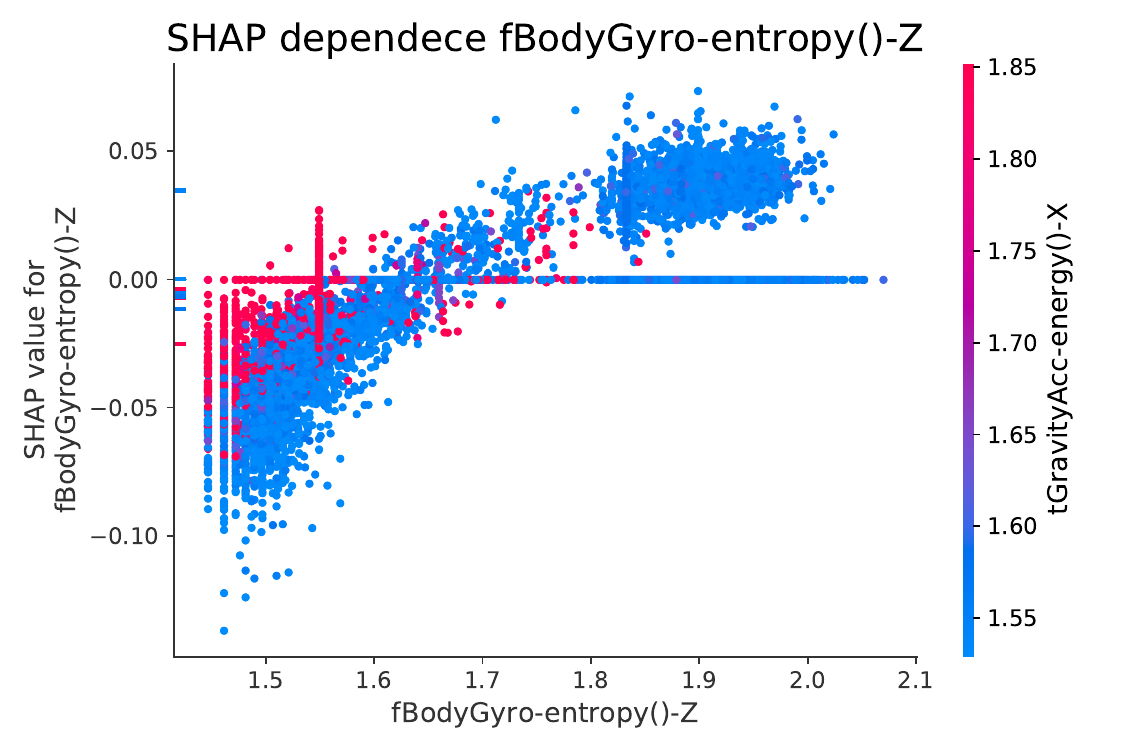 SHAP dependece fBodyGyro-entropy()-Z
SHAP value for
fBodyGyro-entropy()-Z
0.05
0.00
−0.05
−0.10
1.5 1.6 1.7 1.8 1.9 2.0 2.1
fBodyGyro-entropy()-Z
1.85
1.80
1.75
1.70
1.65
1.60
1.55
tGravityAcc-energy()-X